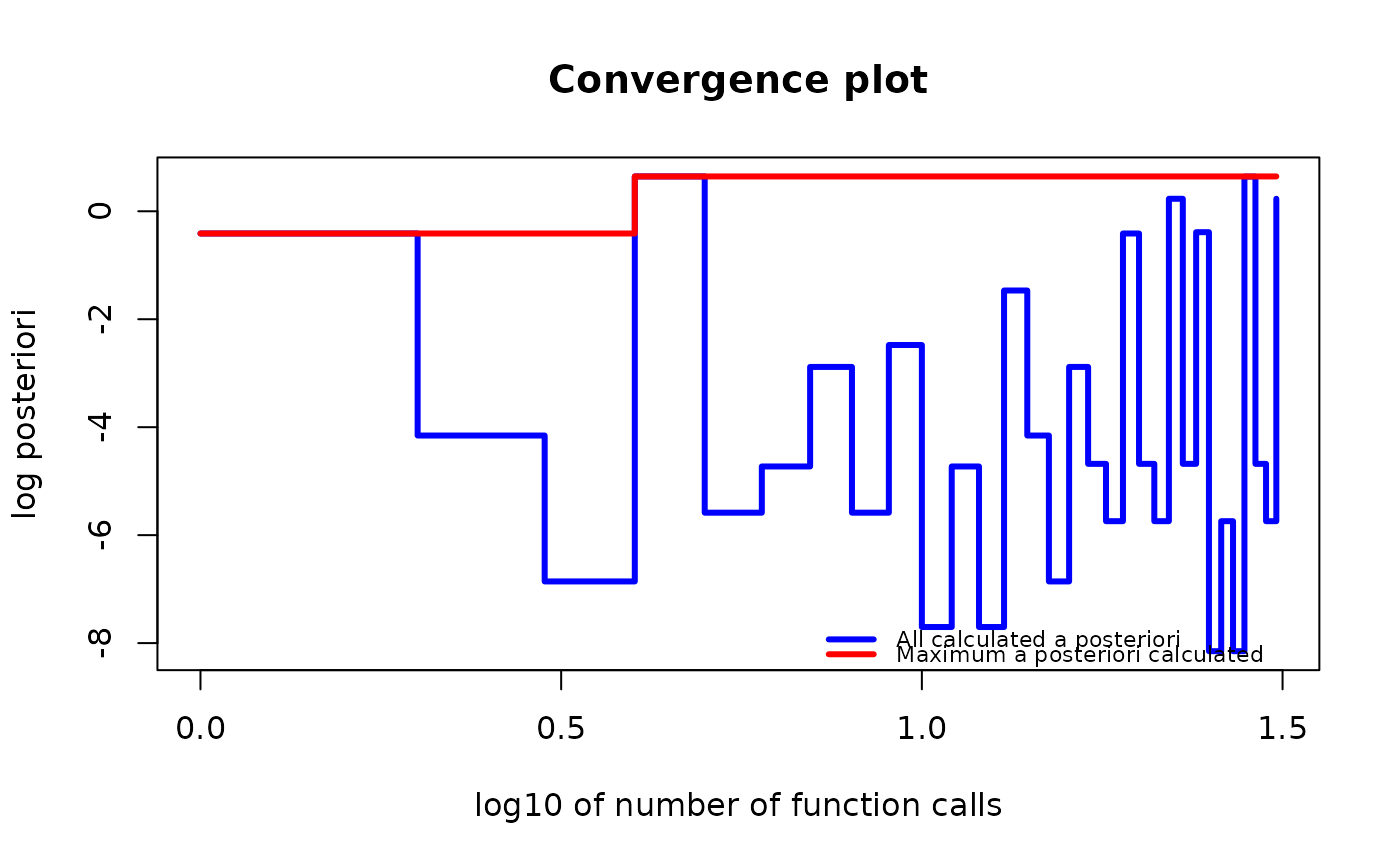 Convergence plot
log posteriori
0
-2
-4
-6
-8
All calculated a posteriori
Maximum a posteriori calculated
0.0 0.5 1.0 1.5
log10 of number of function calls